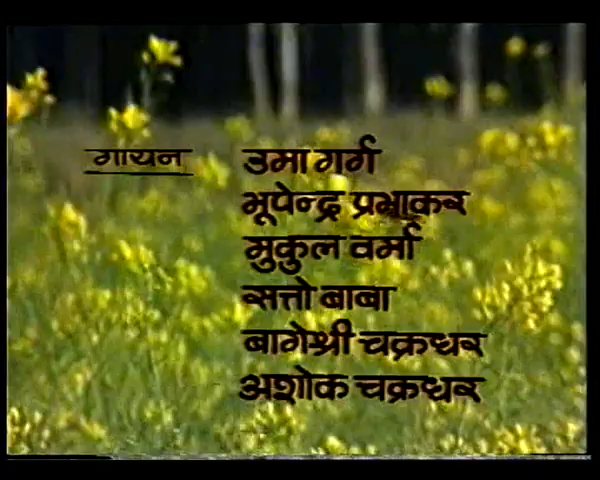 गायन उमा गर्ग
भूपेन्द्र प्रभाकर
मुकुल वर्मा
सत्तो बाबा
बागेश्री चक्रधर
अशोक चक्रधर